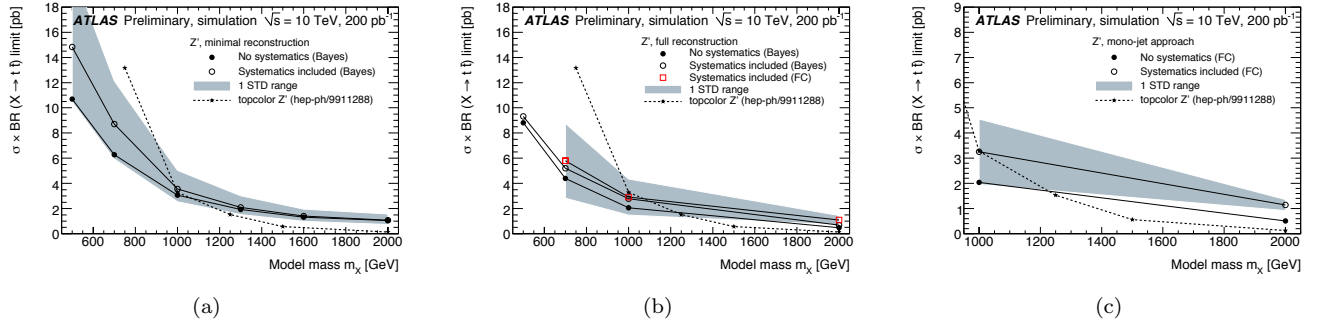 ATLAS Preliminary, simulation √s = 10 TeV, 200 pb⁻¹
Z', minimal reconstruction
No systematics (Bayes)
Systematics included (Bayes)
1 STD range
topcolor Z' (hep-ph/9911288)
σ × BR (X → t t̄) limit [pb]
18
16
14
12
10
8
6
4
2
0
600 800 1000 1200 1400 1600 1800 2000
Model mass mX [GeV]
(a)
ATLAS Preliminary, simulation √s = 10 TeV, 200 pb⁻¹
Z', full reconstruction
No systematics (Bayes)
Systematics included (Bayes)
Systematics included (FC)
1 STD range
topcolor Z' (hep-ph/9911288)
σ × BR (X → t t̄) limit [pb]
18
16
14
12
10
8
6
4
2
0
600 800 1000 1200 1400 1600 1800 2000
Model mass mX [GeV]
(b)
ATLAS Preliminary, simulation √s = 10 TeV, 200 pb⁻¹
Z', mono-jet approach
No systematics (FC)
Systematics included (FC)
1 STD range
topcolor Z' (hep-ph/9911288)
σ × BR (X → t t̄) limit [pb]
9
8
7
6
5
4
3
2
1
0
1000 1200 1400 1600 1800 2000
Model mass mX [GeV]
(c)